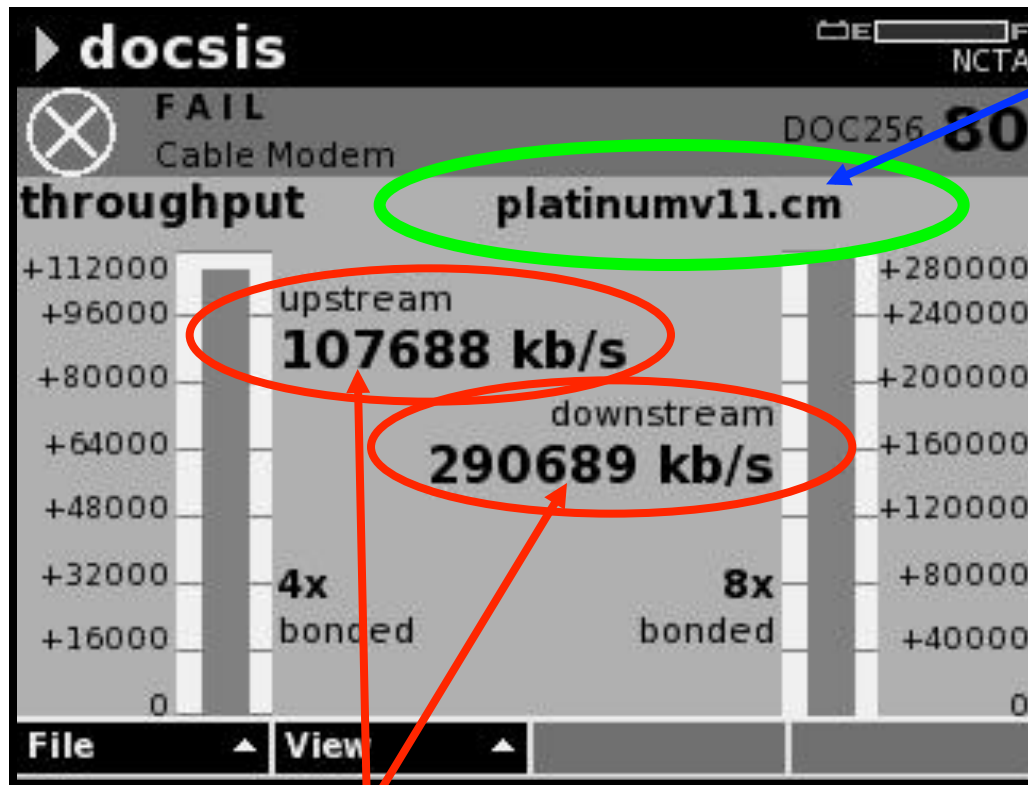 docsis
E F
NCTA
FAIL
Cable Modem
DOC256 80
throughput platinumv11.cm
+112000
+96000
+80000
+64000
+48000
+32000
+16000
0
upstream
107688 kb/s
downstream
290689 kb/s
4x
bonded
8x
bonded
+280000
+240000
+200000
+160000
+120000
+80000
+40000
0
File View